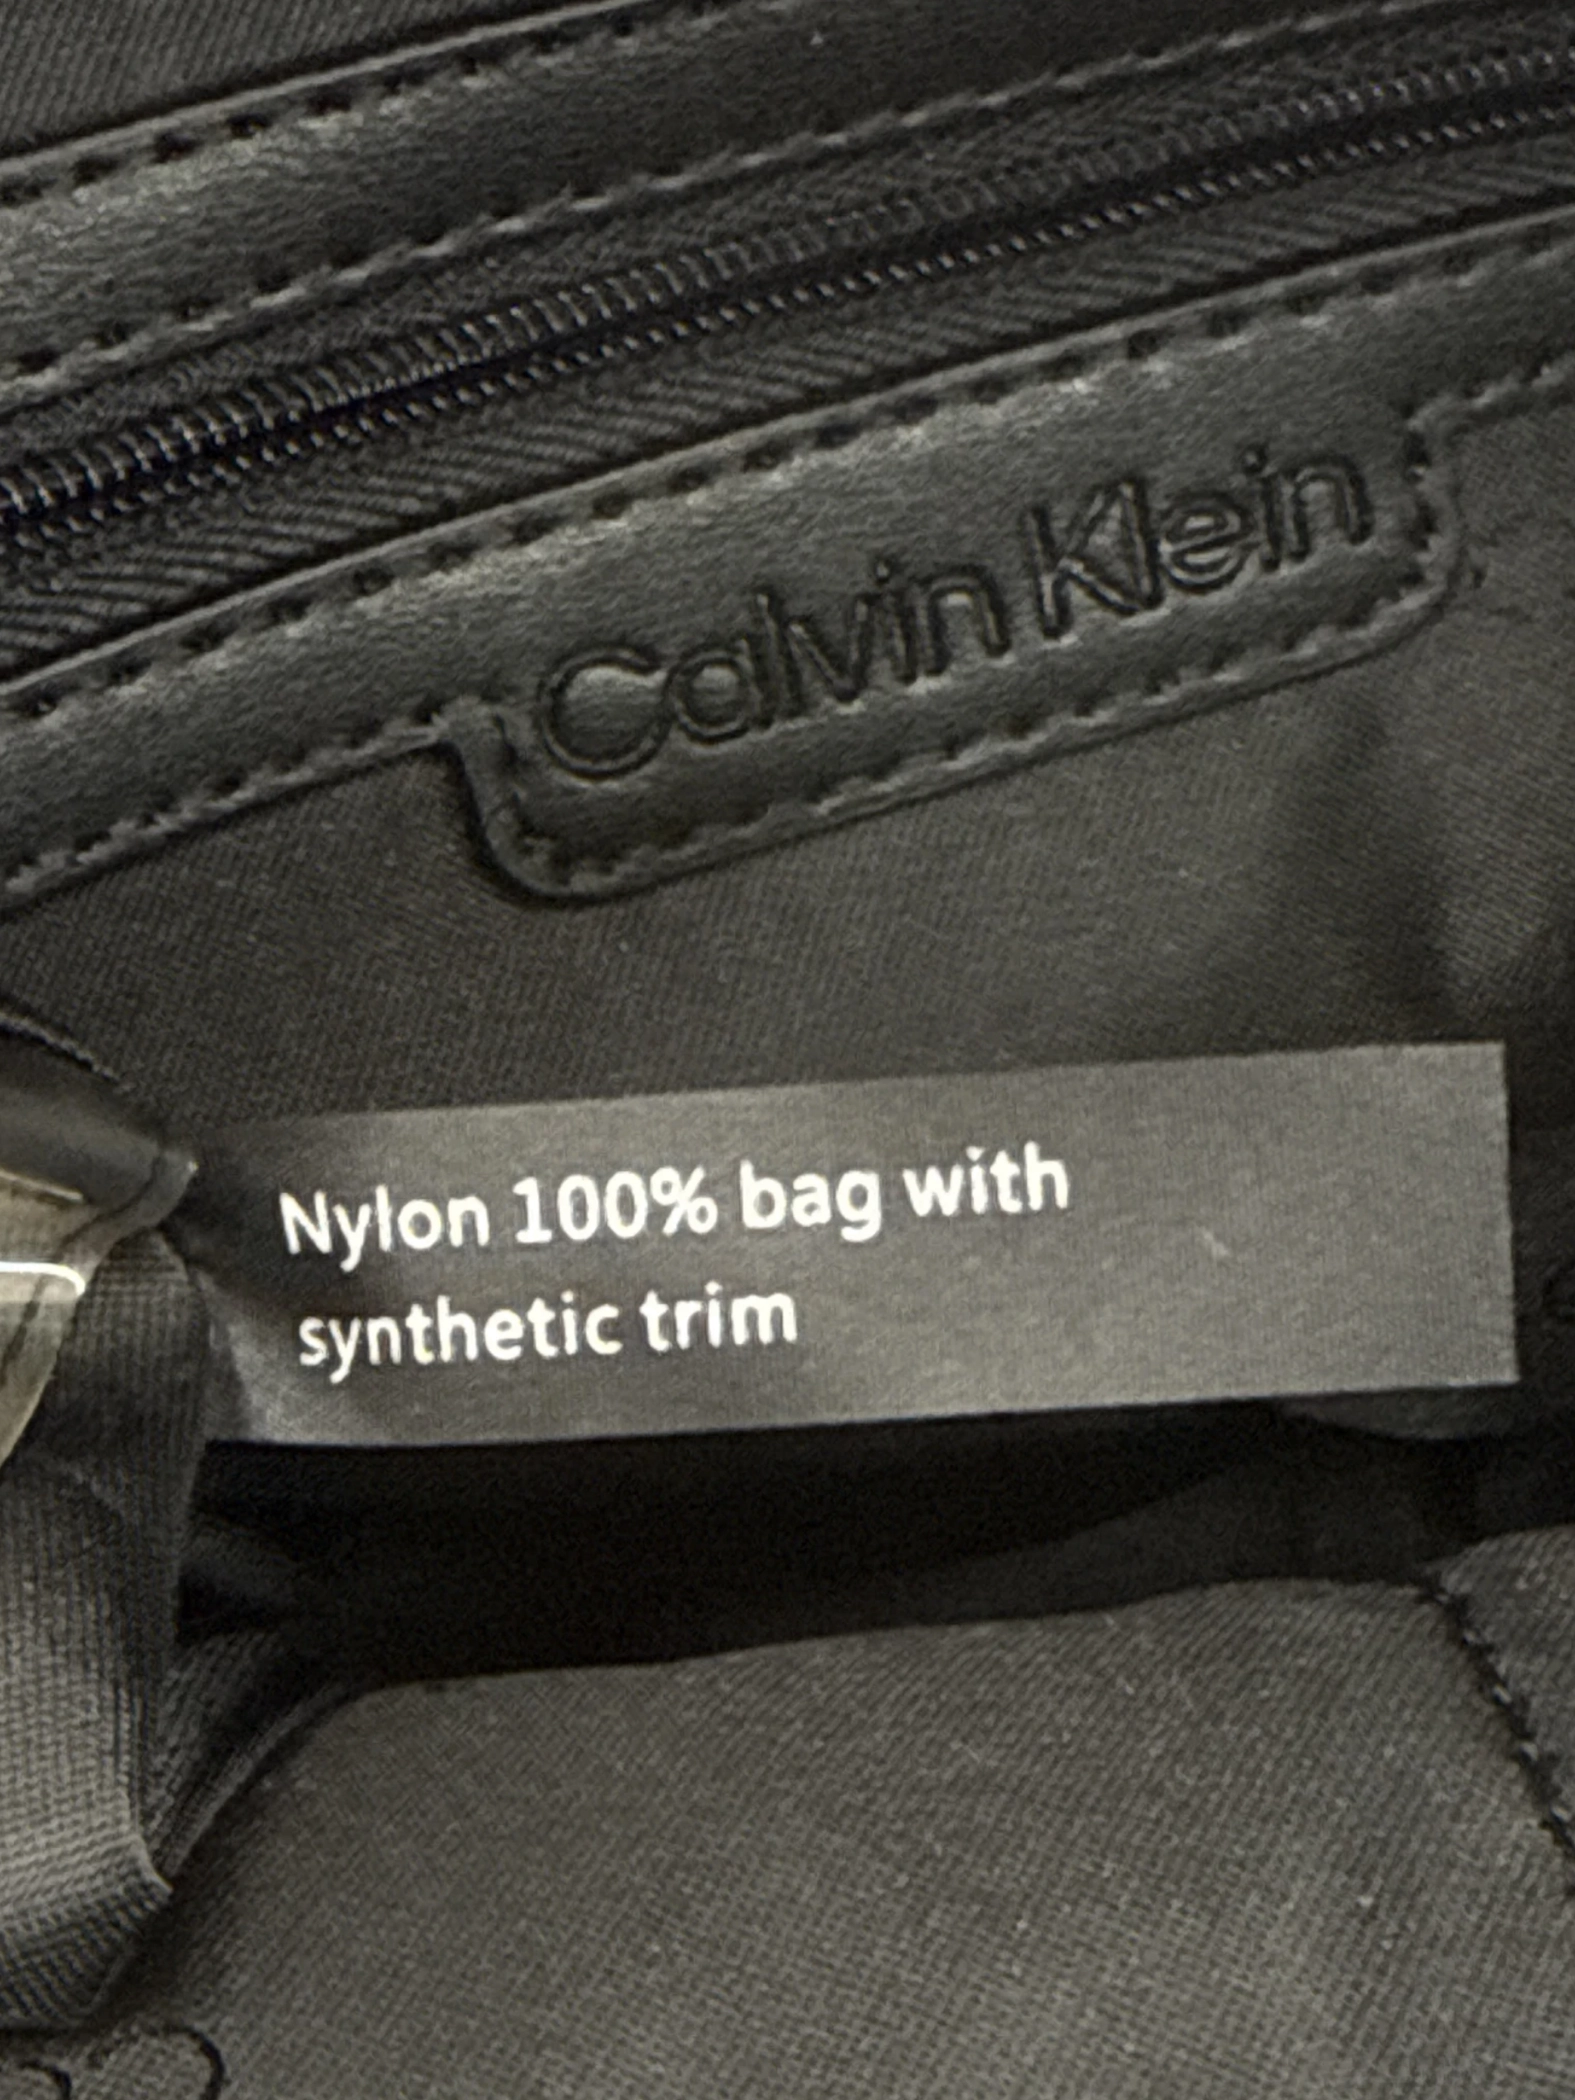 Calvin Klein
Nylon 100% bag with
synthetic trim